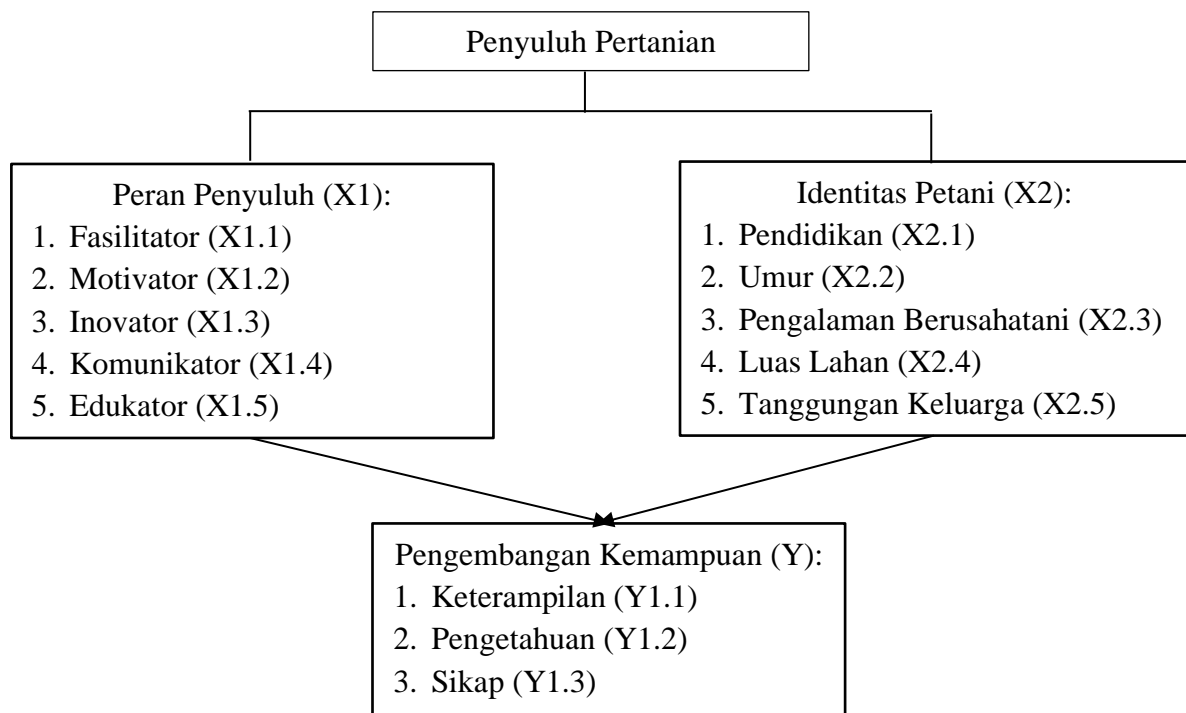 Penyuluh Pertanian
Peran Penyuluh (X1):
1. Fasilitator (X1.1)
2. Motivator (X1.2)
3. Inovator (X1.3)
4. Komunikator (X1.4)
5. Edukator (X1.5)
Identitas Petani (X2):
1. Pendidikan (X2.1)
2. Umur (X2.2)
3. Pengalaman Berusahatani (X2.3)
4. Luas Lahan (X2.4)
5. Tanggungan Keluarga (X2.5)
Pengembangan Kemampuan (Y):
1. Keterampilan (Y1.1)
2. Pengetahuan (Y1.2)
3. Sikap (Y1.3)